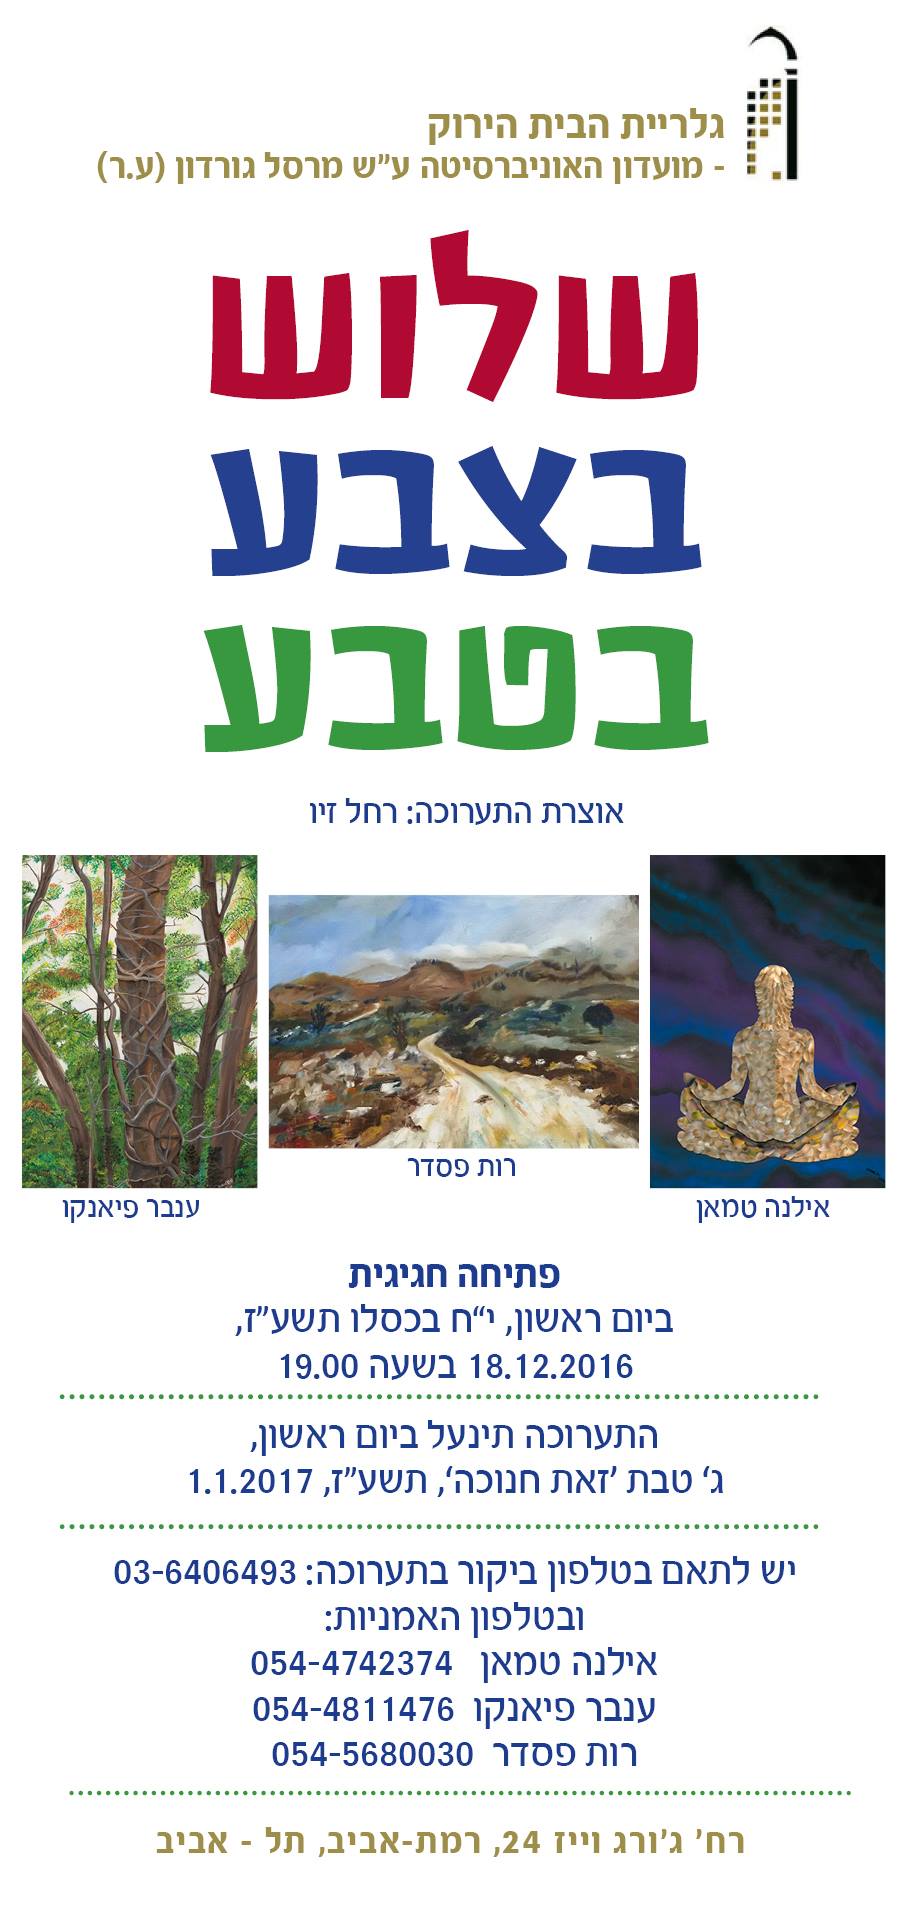 גלריית הבית הירוק
- מועדון האוניברסיטה ע"ש מרסל גורדון (ע.ר)
שלוש
בצבע
בטבע
אוצרת התערוכה: רחל זיו
אילנה טמאן
רות פסדר
ענבר פיאנקו
פתיחה חגיגית
ביום ראשון, י"ח בכסלו תשע"ז,
18.12.2016 בשעה 19.00
התערוכה תינעל ביום ראשון,
ג' טבת 'זאת חנוכה', תשע"ז, 1.1.2017
יש לתאם בטלפון ביקור בתערוכה: 03-6406493
ובטלפון האמניות:
אילנה טמאן 054-4742374
ענבר פיאנקו 054-4811476
רות פסדר 054-5680030
רח' ג'ורג וייז 24, רמת-אביב, תל - אביב